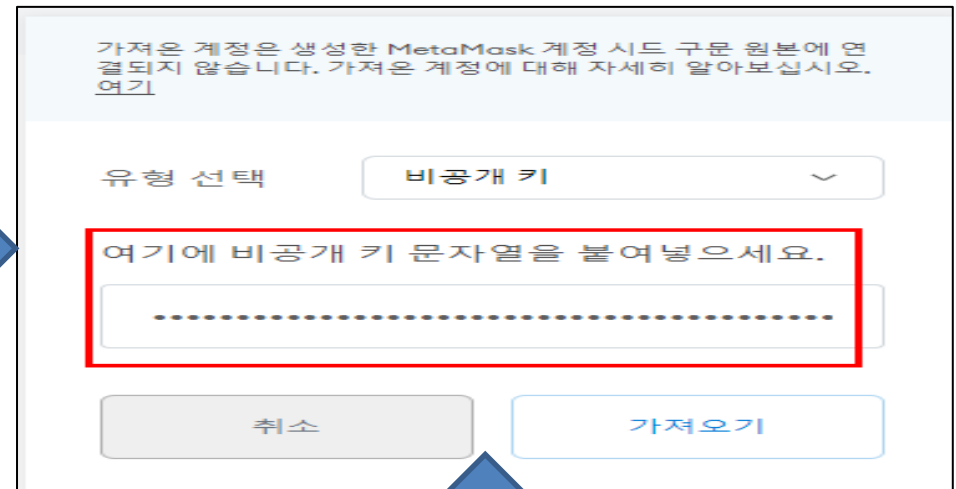 가져온 계정은 생성한 MetaMask 계정 시드 구문 원본에 연
결되지 않습니다. 가져온 계정에 대해 자세히 알아보십시오.
여기
유형 선택 비공개 키
여기에 비공개 키 문자열을 붙여넣으세요.
취소 가져오기